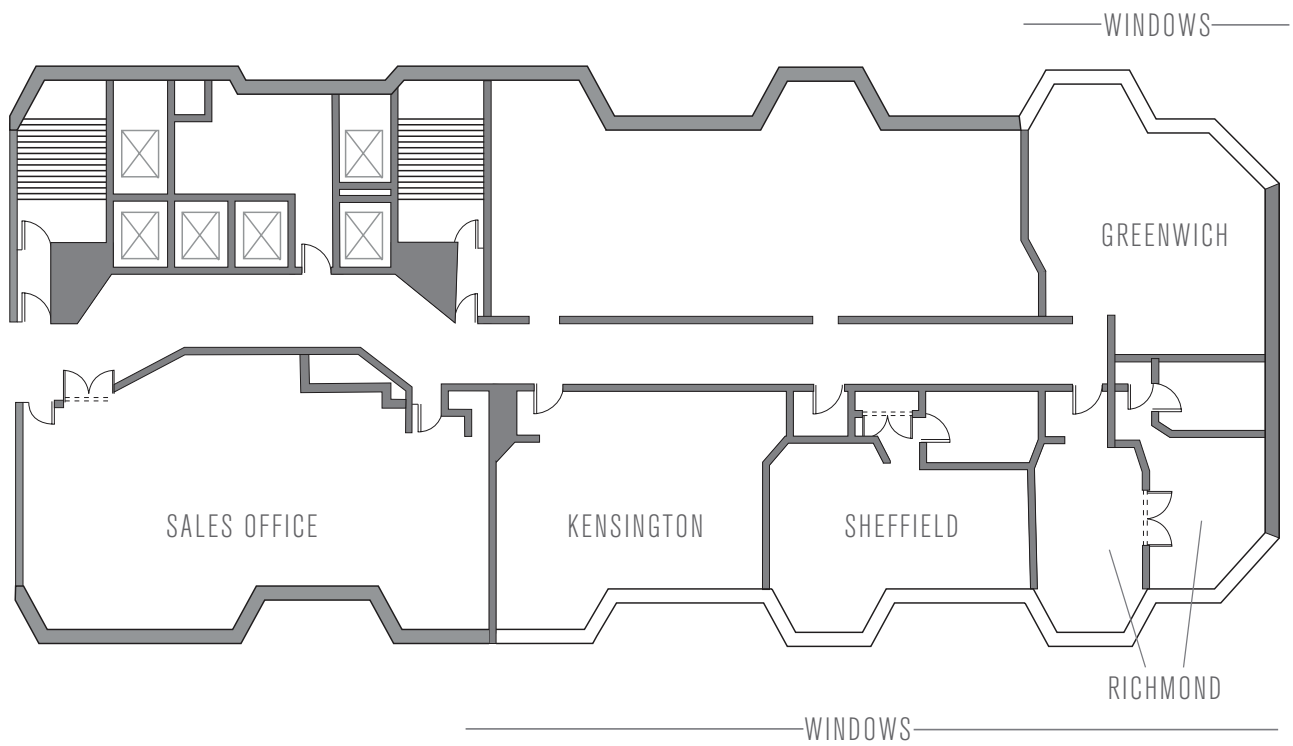 WINDOWS
GREENWICH
SALES OFFICE
KENSINGTON
SHEFFIELD
RICHMOND
WINDOWS